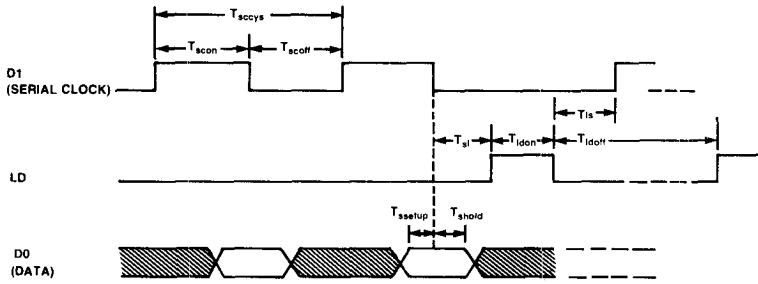 Tsccys
Tscon
Tscoff
D1
(SERIAL CLOCK)
Tls
Tsl
Tldon
Tldoff
LD
Tssetup
Tshold
D0
(DATA)